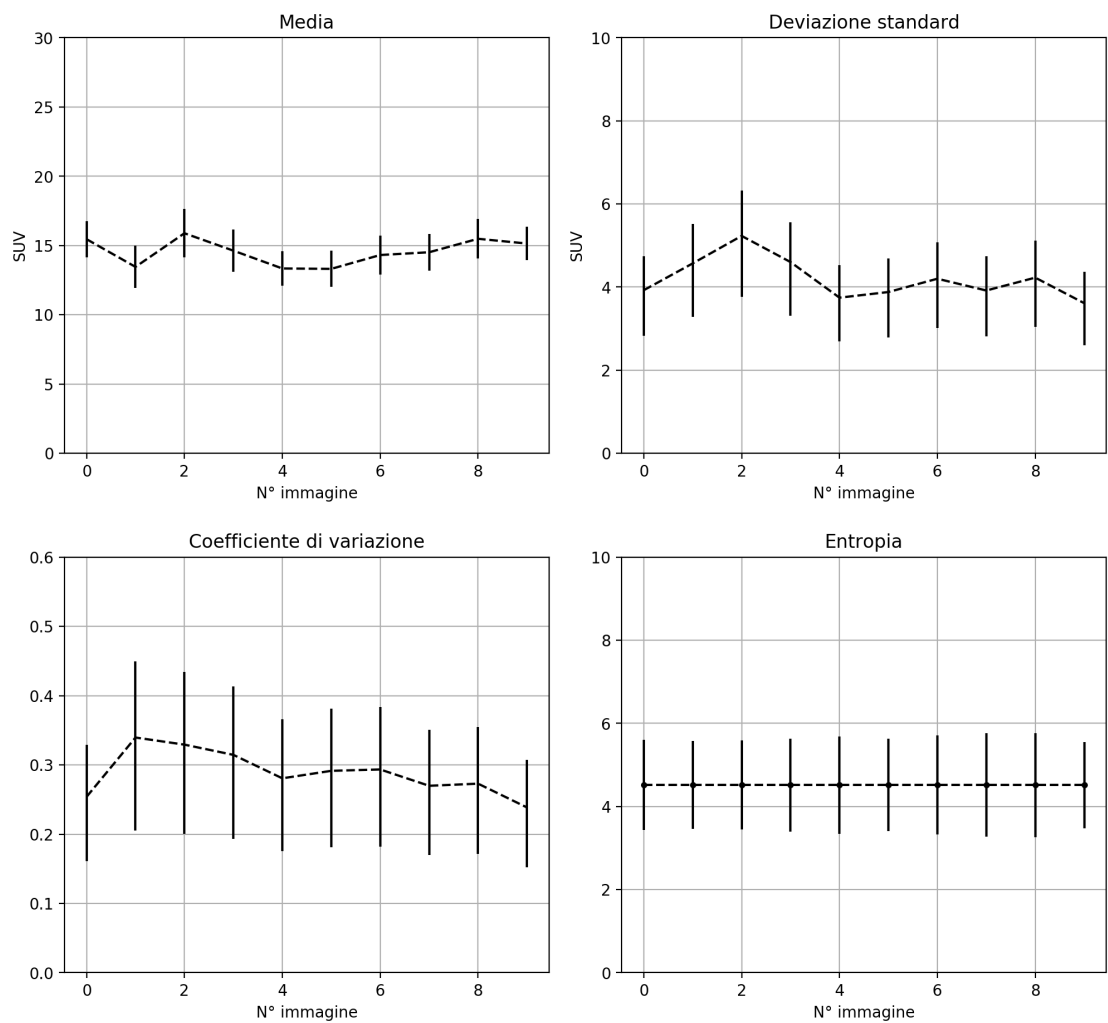 Media
30
25
20
15
10
5
0
SUV
0 2 4 6 8
N° immagine
Deviazione standard
10
8
6
4
2
0
SUV
0 2 4 6 8
N° immagine
Coefficiente di variazione
0.6
0.5
0.4
0.3
0.2
0.1
0.0
0 2 4 6 8
N° immagine
Entropia
10
8
6
4
2
0
0 2 4 6 8
N° immagine